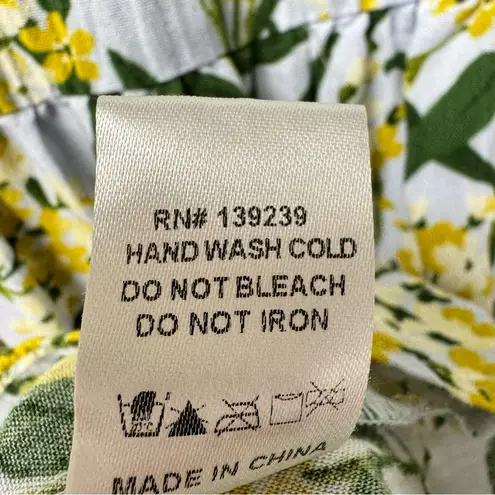 RN# 139239
HAND WASH COLD
DO NOT BLEACH
DO NOT IRON
MADE IN CHINA